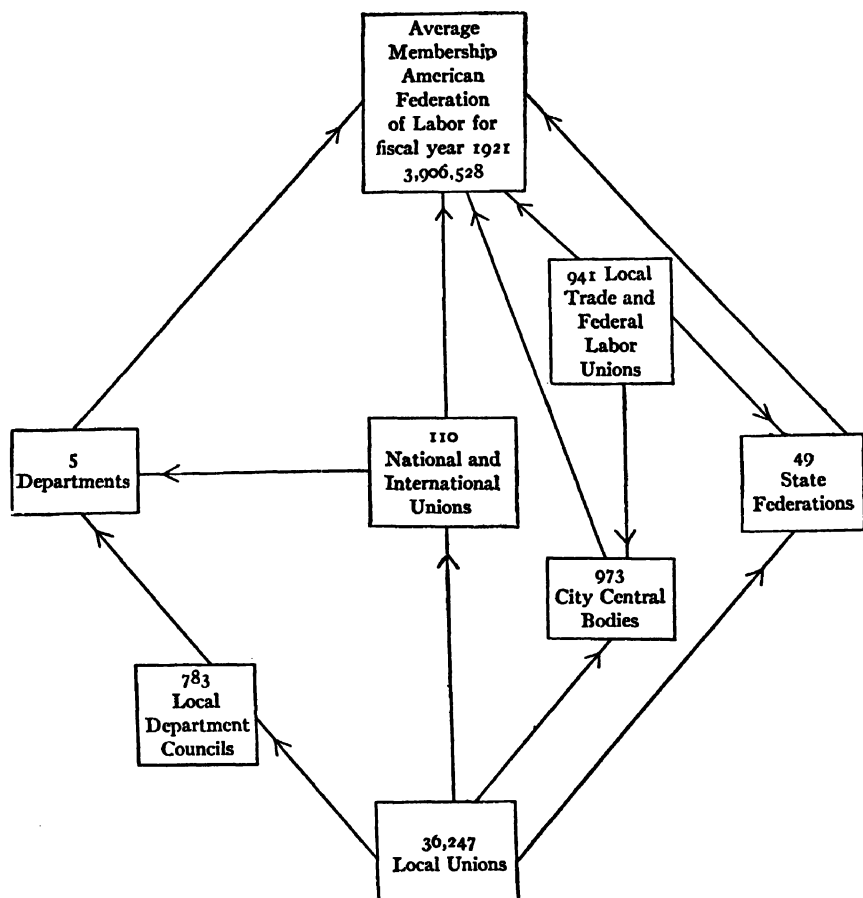 Average
Membership
American
Federation
of Labor for
fiscal year 1921
3,906,528
941 Local
Trade and
Federal
Labor
Unions
5
Departments
110
National and
International
Unions
49
State
Federations
973
City Central
Bodies
783
Local
Department
Councils
36,247
Local Unions